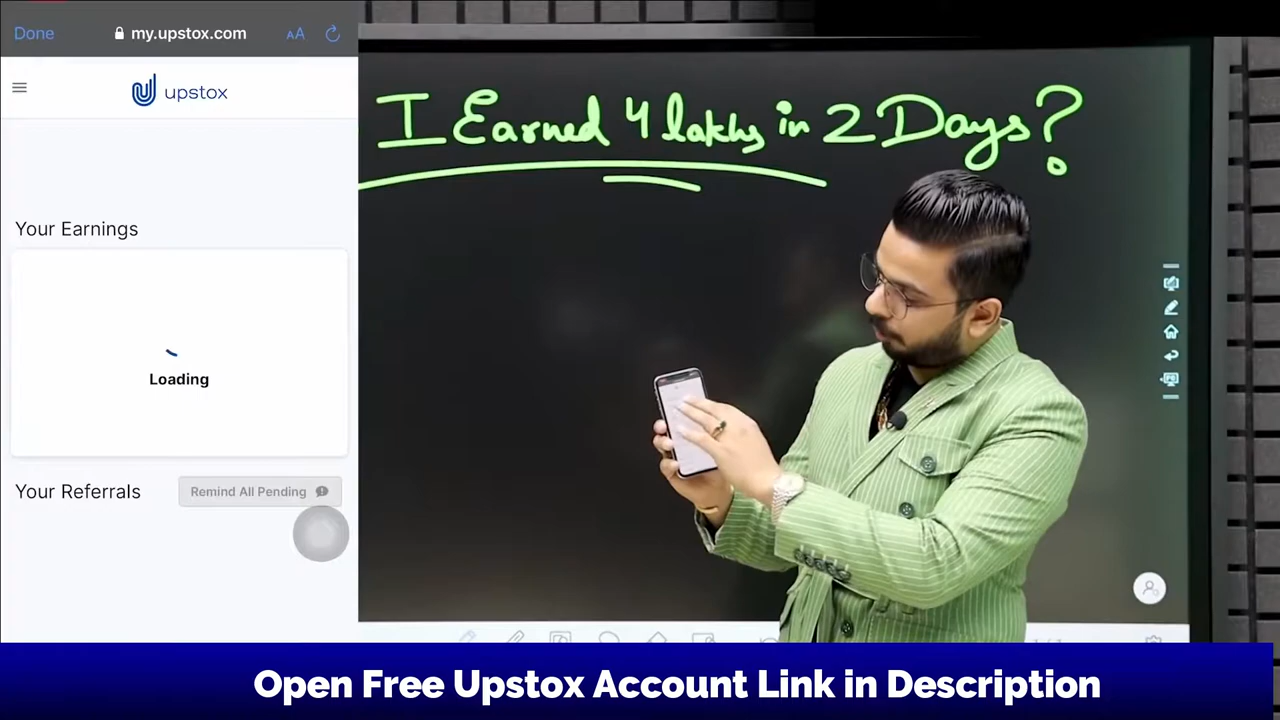 Done
my.upstox.com
AA
upstox
I Earned 4 lakhs in 2 Days?
Your Earnings
Loading
Your Referrals
Remind All Pending
Open Free Upstox Account Link in Description